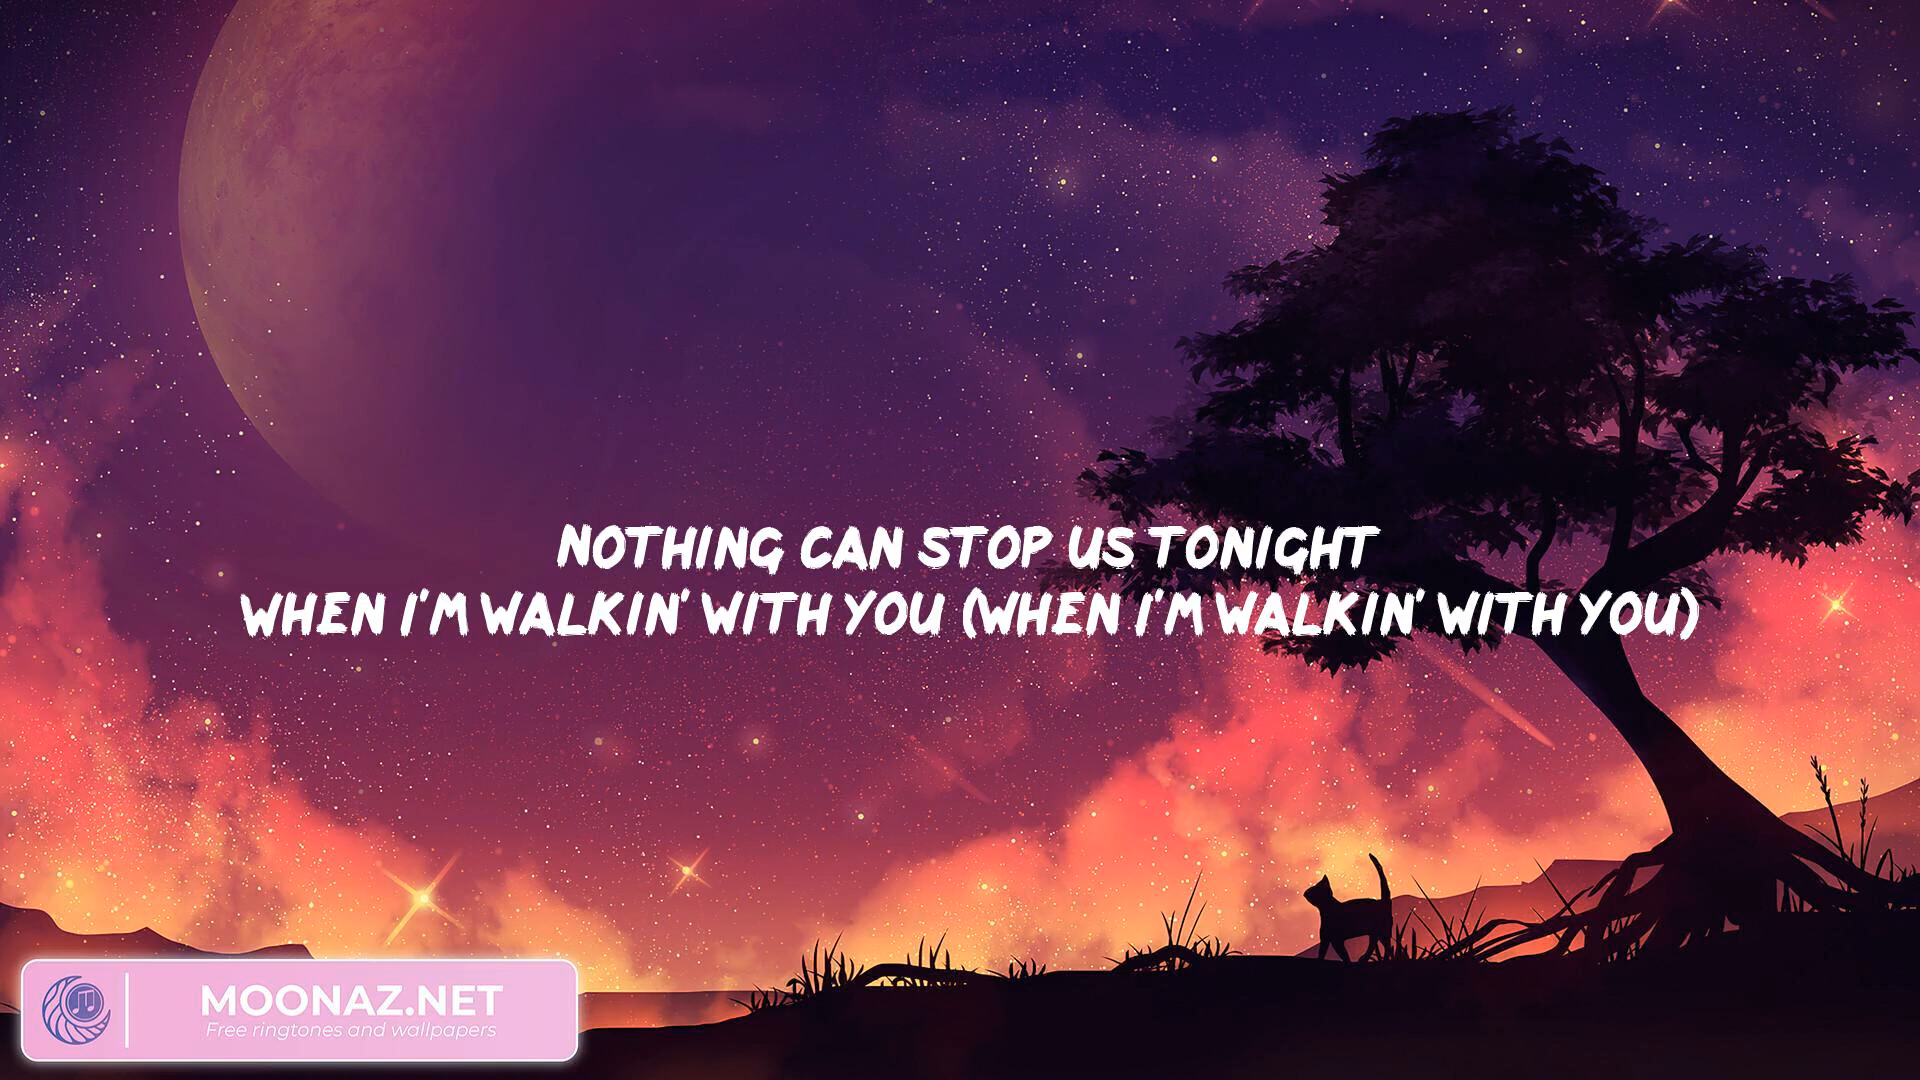 NOTHING CAN STOP US TONIGHT
WHEN I'M WALKIN' WITH YOU (WHEN I'M WALKIN' WITH YOU)
MOONAZ.NET
Free ringtones and wallpapers